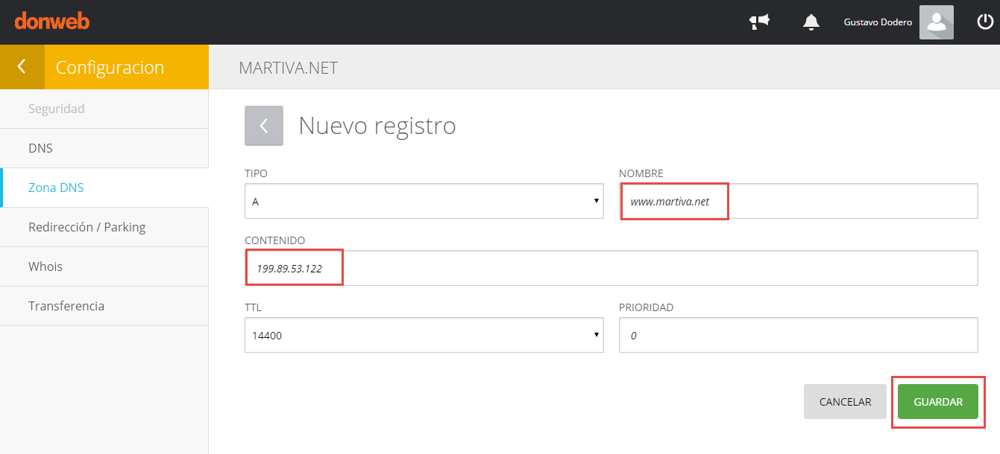 donweb
Gustavo Dodero
Configuracion
MARTIVA.NET
Seguridad
DNS
Zona DNS
Redirección / Parking
Whois
Transferencia
Nuevo registro
TIPO
A
NOMBRE
www.martiva.net
CONTENIDO
199.89.53.122
TTL
14400
PRIORIDAD
0
CANCELAR
GUARDAR